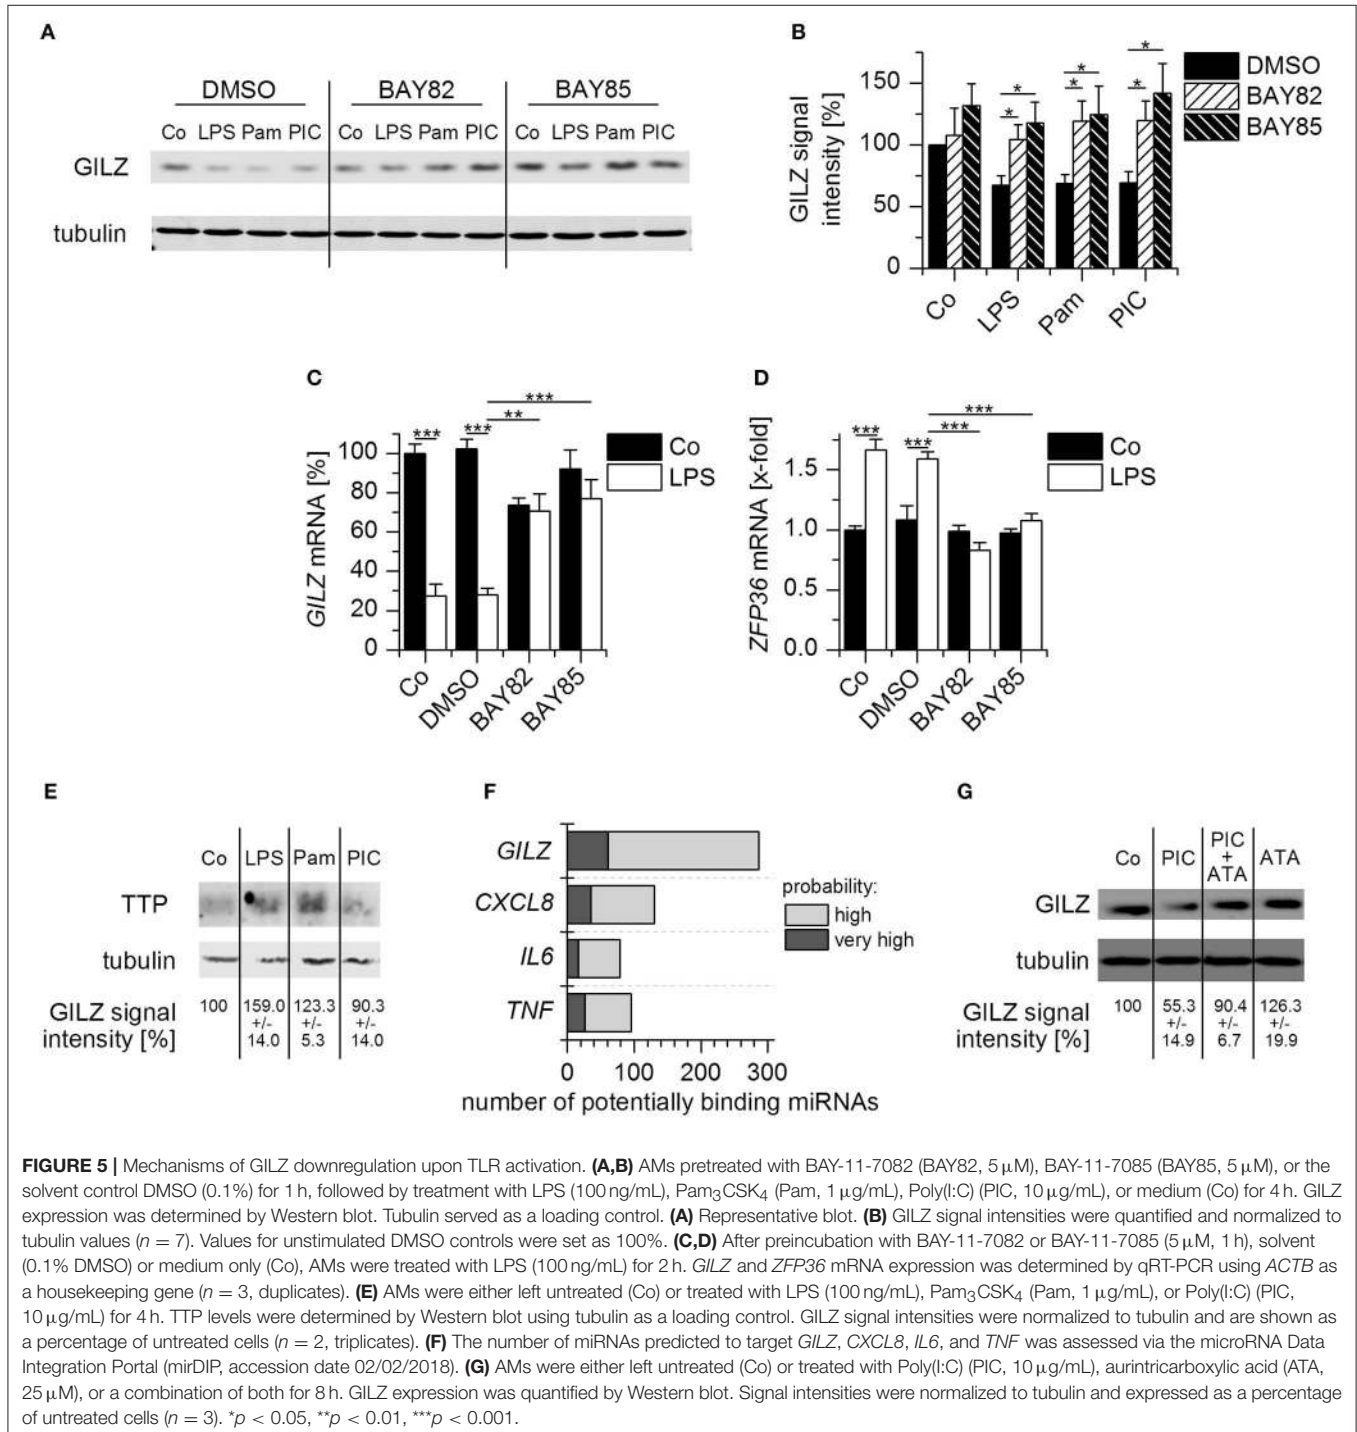 A
DMSO BAY82 BAY85
Co LPS Pam PIC Co LPS Pam PIC Co LPS Pam PIC
GILZ
tubulin
B
GILZ signal
intensity [%]
150
100
50
0
* * * * * *
Co LPS Pam PIC
DMSO
BAY82
BAY85
C
GILZ mRNA [%]
100
80
60
40
20
0
*** *** ** ***
Co DMSO BAY82 BAY85
Co
LPS
D
ZFP36 mRNA [x-fold]
1.5
1.0
0.5
0.0
*** *** *** ***
Co DMSO BAY82 BAY85
Co
LPS
E
Co LPS Pam PIC
TTP
tubulin
GILZ signal
intensity [%]
100 159.0 123.3 90.3
+/- +/- +/-
14.0 5.3 14.0
F
GILZ
CXCL8
IL6
TNF
0 100 200 300
number of potentially binding miRNAs
probability:
high
very high
G
Co PIC PIC + ATA ATA
GILZ
tubulin
GILZ signal
intensity [%]
100 55.3 90.4 126.3
+/- +/- +/-
14.9 6.7 19.9
FIGURE 5 | Mechanisms of GILZ downregulation upon TLR activation. (A,B) AMs pretreated with BAY-11-7082 (BAY82, 5 µM), BAY-11-7085 (BAY85, 5 µM), or the
solvent control DMSO (0.1%) for 1 h, followed by treatment with LPS (100 ng/mL), Pam₃CSK₄ (Pam, 1 µg/mL), Poly(I:C) (PIC, 10 µg/mL), or medium (Co) for 4 h. GILZ
expression was determined by Western blot. Tubulin served as a loading control. (A) Representative blot. (B) GILZ signal intensities were quantified and normalized to
tubulin values (n = 7). Values for unstimulated DMSO controls were set as 100%. (C,D) After preincubation with BAY-11-7082 or BAY-11-7085 (5 µM, 1 h), solvent
(0.1% DMSO) or medium only (Co), AMs were treated with LPS (100 ng/mL) for 2 h. GILZ and ZFP36 mRNA expression was determined by qRT-PCR using ACTB as
a housekeeping gene (n = 3, duplicates). (E) AMs were either left untreated (Co) or treated with LPS (100 ng/mL), Pam₃CSK₄ (Pam, 1 µg/mL), or Poly(I:C) (PIC,
10 µg/mL) for 4 h. TTP levels were determined by Western blot using tubulin as a loading control. GILZ signal intensities were normalized to tubulin and are shown as
a percentage of untreated cells (n = 2, triplicates). (F) The number of miRNAs predicted to target GILZ, CXCL8, IL6, and TNF was assessed via the microRNA Data
Integration Portal (mirDIP, accession date 02/02/2018). (G) AMs were either left untreated (Co) or treated with Poly(I:C) (PIC, 10 µg/mL), aurintricarboxylic acid (ATA,
25 µM), or a combination of both for 8 h. GILZ expression was quantified by Western blot. Signal intensities were normalized to tubulin and expressed as a percentage
of untreated cells (n = 3). *p < 0.05, **p < 0.01, ***p < 0.001.